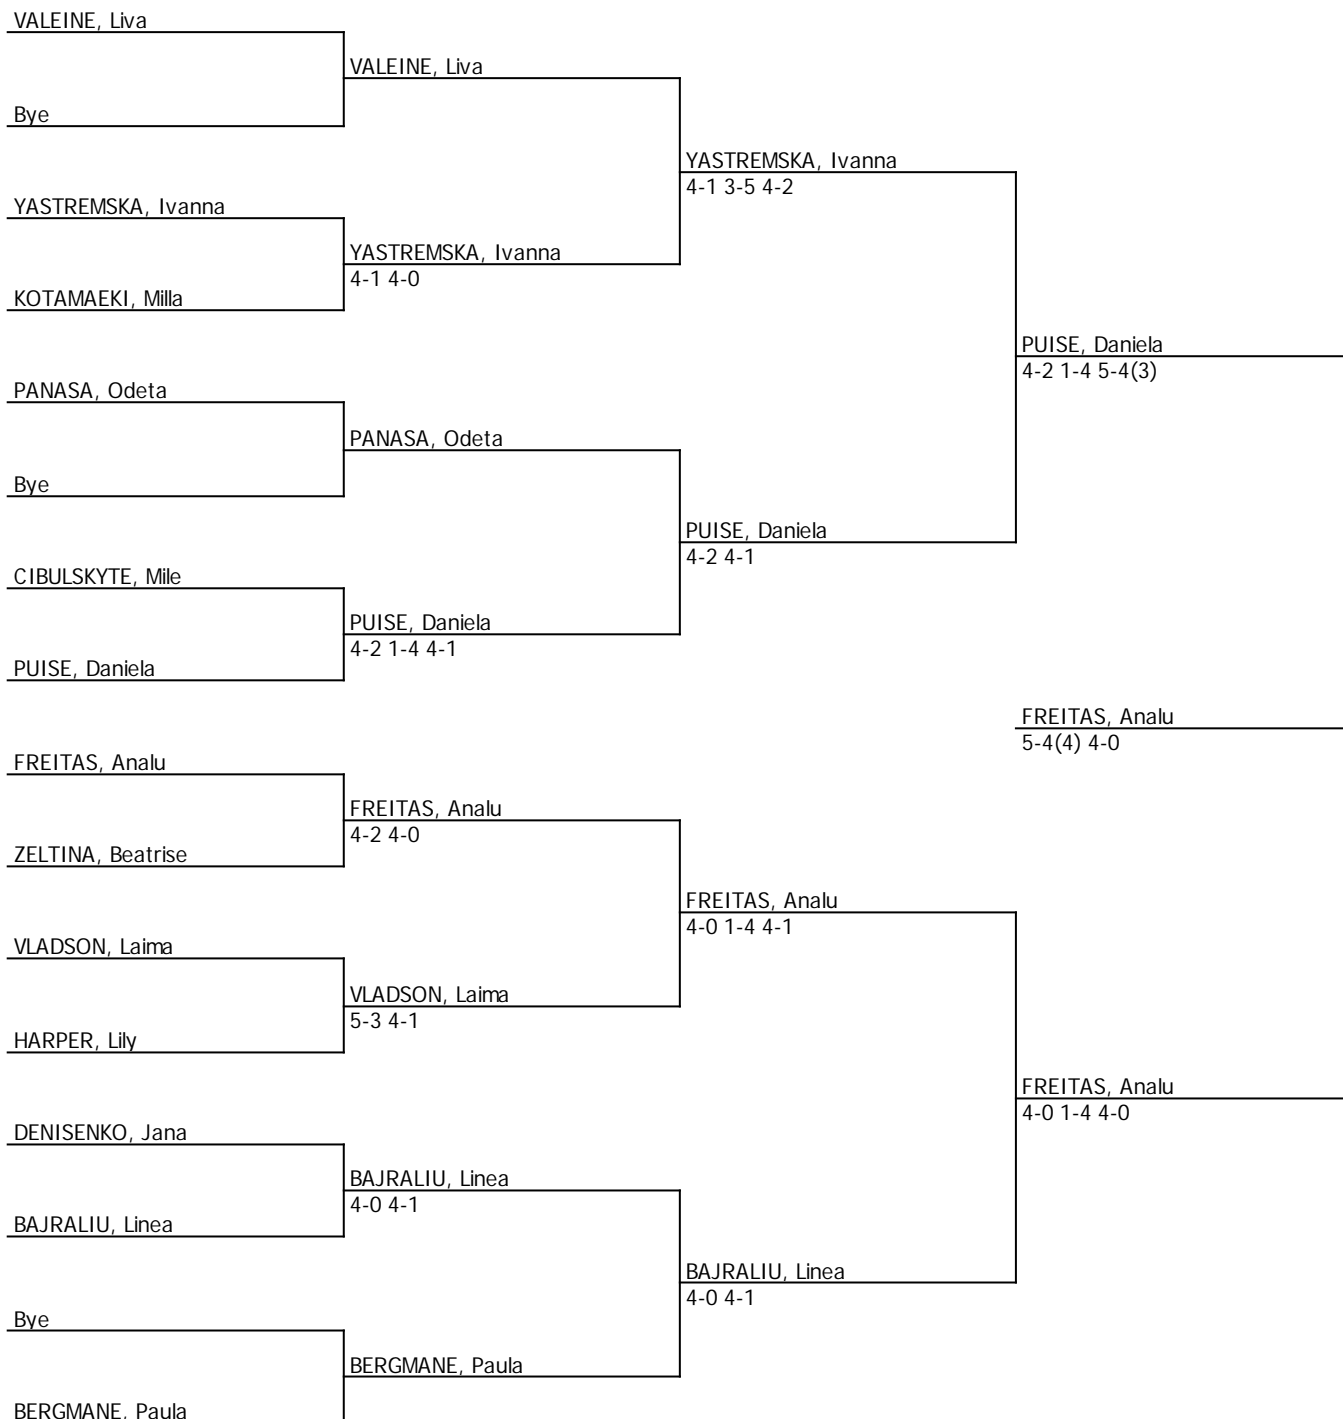 VALEINE, Liva
VALEINE, Liva
Bye
YASTREMSKA, Ivanna
4-1 3-5 4-2
YASTREMSKA, Ivanna
YASTREMSKA, Ivanna
4-1 4-0
KOTAMAEKI, Milla
PUISE, Daniela
4-2 1-4 5-4(3)
PANASA, Odeta
PANASA, Odeta
Bye
PUISE, Daniela
4-2 4-1
CIBULSKYTE, Mile
PUISE, Daniela
4-2 1-4 4-1
PUISE, Daniela
FREITAS, Analu
5-4(4) 4-0
FREITAS, Analu
FREITAS, Analu
4-2 4-0
ZELTINA, Beatrise
FREITAS, Analu
4-0 1-4 4-1
VLADSON, Laima
VLADSON, Laima
5-3 4-1
HARPER, Lily
FREITAS, Analu
4-0 1-4 4-0
DENISENKO, Jana
BAJRALIU, Linea
4-0 4-1
BAJRALIU, Linea
BAJRALIU, Linea
4-0 4-1
Bye
BERGMANE, Paula
BERGMANE, Paula